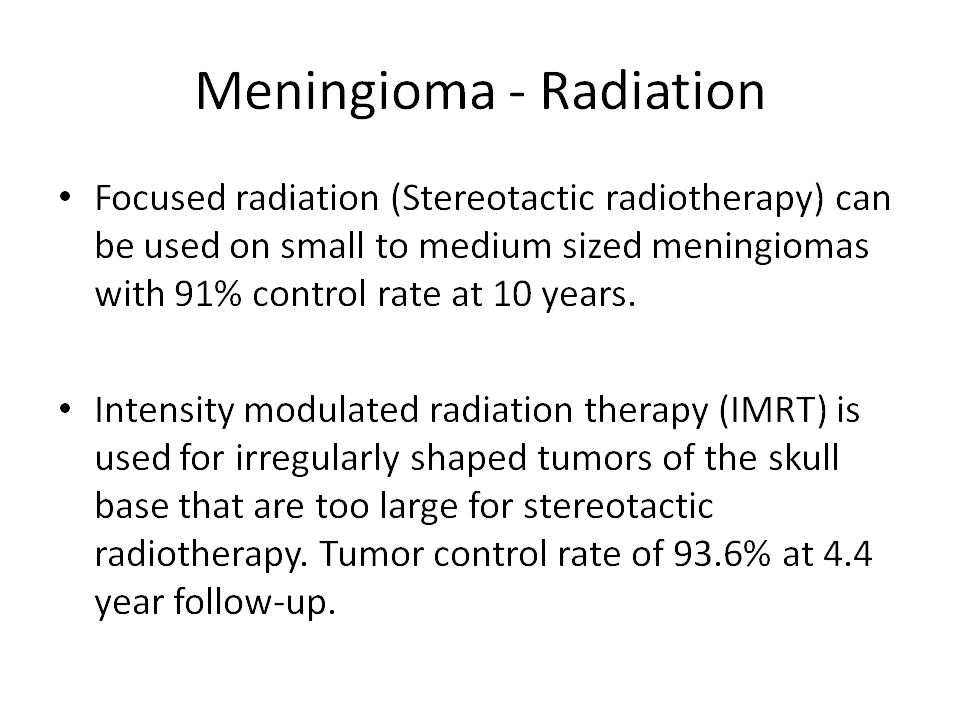 Meningioma - Radiation
• Focused radiation (Stereotactic radiotherapy) can
be used on small to medium sized meningiomas
with 91% control rate at 10 years.
• Intensity modulated radiation therapy (IMRT) is
used for irregularly shaped tumors of the skull
base that are too large for stereotactic
radiotherapy. Tumor control rate of 93.6% at 4.4
year follow-up.